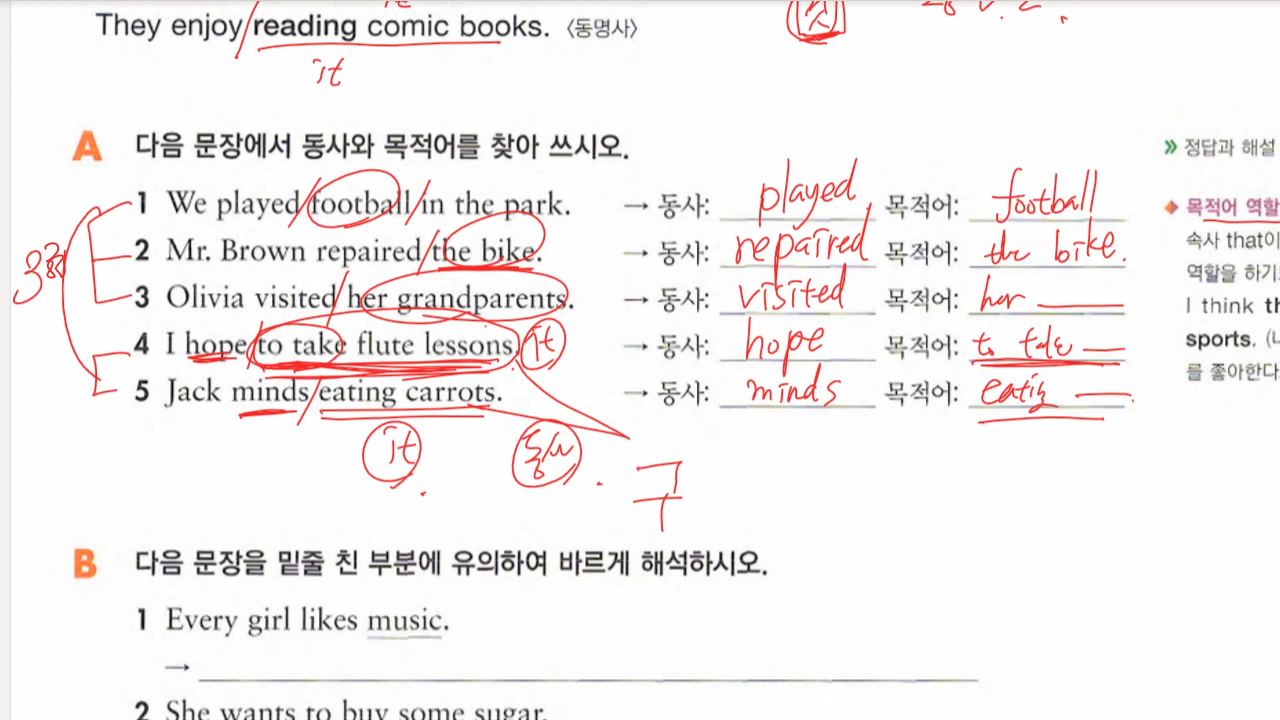 They enjoy reading comic books. 〈동명사〉
it
A 다음 문장에서 동사와 목적어를 찾아 쓰시오.
1 We played football in the park. → 동사: played 목적어: football
2 Mr. Brown repaired the bike. → 동사: repaired 목적어: the bike.
3 Olivia visited her grandparents. → 동사: visited 목적어: her
4 I hope to take flute lessons. it → 동사: hope 목적어: to take
5 Jack minds eating carrots. → 동사: minds 목적어: eating
it 동사 구
B 다음 문장을 밑줄 친 부분에 유의하여 바르게 해석하시오.
1 Every girl likes music.
→
2 She wants to buy some sugar.
» 정답과 해설
◆ 목적어 역할
속사 that이
역할을 하기
I think th
sports. (나
를 좋아한다